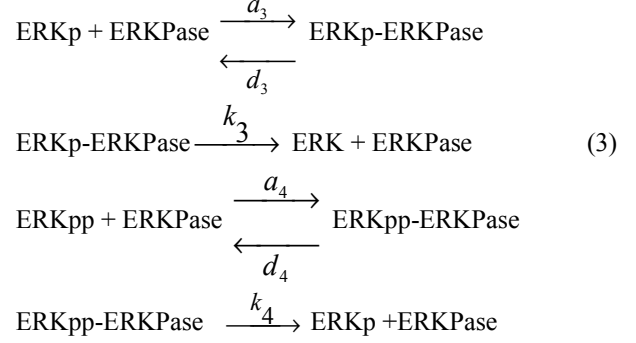 a₃
ERKp + ERKPase ⇄ ERKp-ERKPase
d₃
k₃
ERKp-ERKPase → ERK + ERKPase (3)
a₄
ERKpp + ERKPase ⇄ ERKpp-ERKPase
d₄
k₄
ERKpp-ERKPase → ERKp +ERKPase